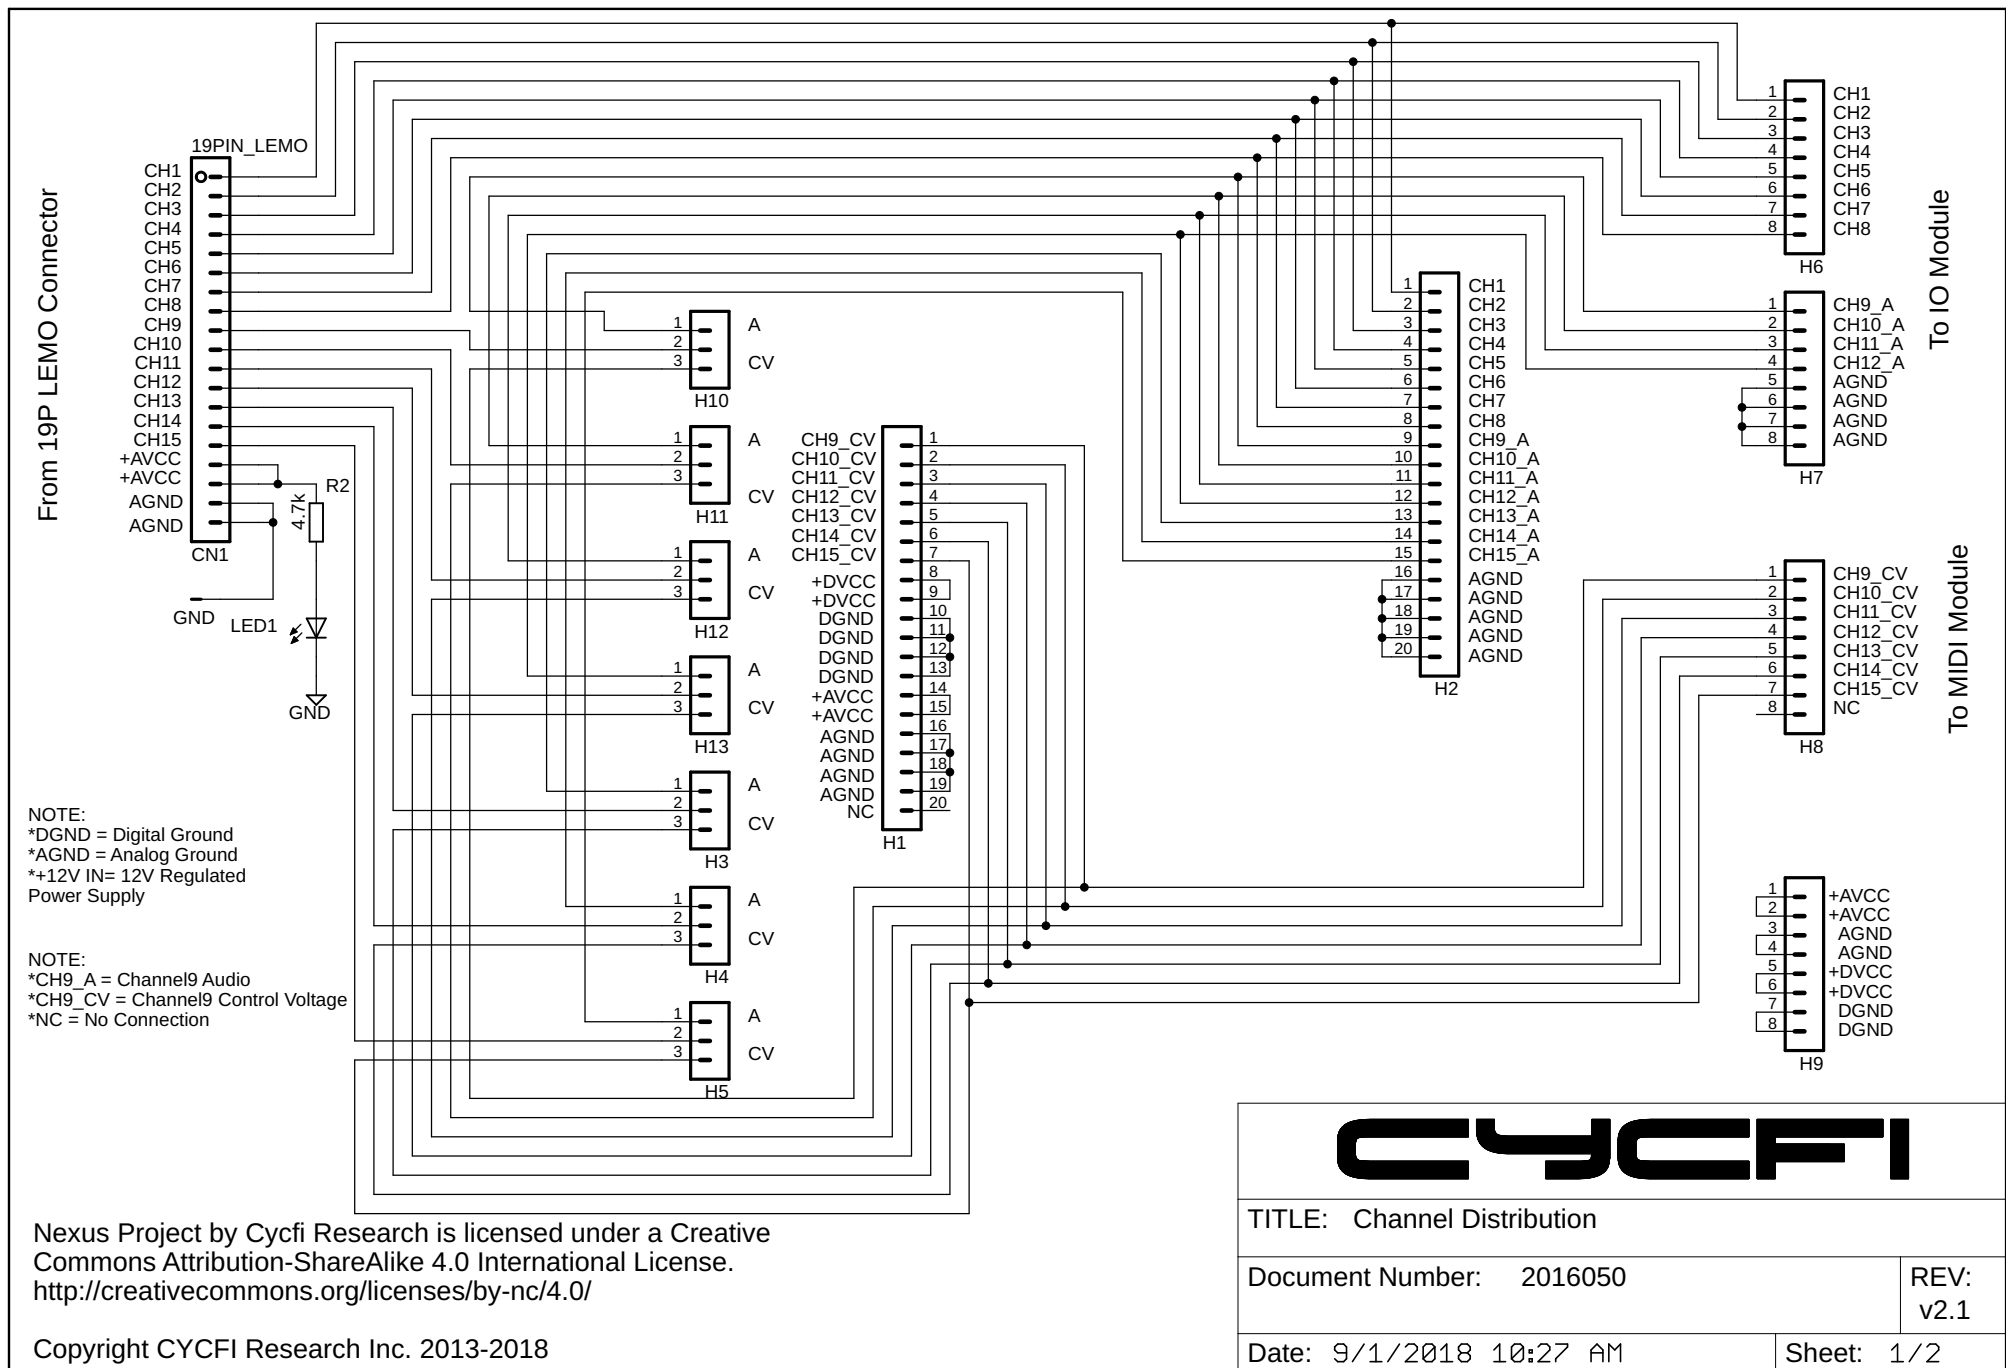 From 19P LEMO Connector
19PIN_LEMO
CH1
CH2
CH3
CH4
CH5
CH6
CH7
CH8
CH9
CH10
CH11
CH12
CH13
CH14
CH15
+AVCC
+AVCC
AGND
AGND
CN1
GND
R2
4.7k
LED1
GND
1 A
2
3 CV
H10
1 A
2
3 CV
H11
1 A
2
3 CV
H12
1 A
2
3 CV
H13
1 A
2
3 CV
H3
1 A
2
3 CV
H4
1 A
2
3 CV
H5
CH9_CV 1
CH10_CV 2
CH11_CV 3
CH12_CV 4
CH13_CV 5
CH14_CV 6
CH15_CV 7
+DVCC 8
+DVCC 9
DGND 10
DGND 11
DGND 12
DGND 13
+AVCC 14
+AVCC 15
AGND 16
AGND 17
AGND 18
AGND 19
NC 20
H1
1 CH1
2 CH2
3 CH3
4 CH4
5 CH5
6 CH6
7 CH7
8 CH8
9 CH9_A
10 CH10_A
11 CH11_A
12 CH12_A
13 CH13_A
14 CH14_A
15 CH15_A
16 AGND
17 AGND
18 AGND
19 AGND
20 AGND
H2
1 CH1
2 CH2
3 CH3
4 CH4
5 CH5
6 CH6
7 CH7
8 CH8
H6
To IO Module
1 CH9_A
2 CH10_A
3 CH11_A
4 CH12_A
5 AGND
6 AGND
7 AGND
8 AGND
H7
1 CH9_CV
2 CH10_CV
3 CH11_CV
4 CH12_CV
5 CH13_CV
6 CH14_CV
7 CH15_CV
8 NC
H8
To MIDI Module
1 +AVCC
2 +AVCC
3 AGND
4 AGND
5 +DVCC
6 +DVCC
7 DGND
8 DGND
H9
NOTE:
*DGND = Digital Ground
*AGND = Analog Ground
*+12V IN= 12V Regulated
Power Supply
NOTE:
*CH9_A = Channel9 Audio
*CH9_CV = Channel9 Control Voltage
*NC = No Connection
Nexus Project by Cycfi Research is licensed under a Creative
Commons Attribution-ShareAlike 4.0 International License.
http://creativecommons.org/licenses/by-nc/4.0/
Copyright CYCFI Research Inc. 2013-2018
CYCFI
TITLE: Channel Distribution
Document Number: 2016050
REV:
v2.1
Date: 9/1/2018 10:27 AM
Sheet: 1/2